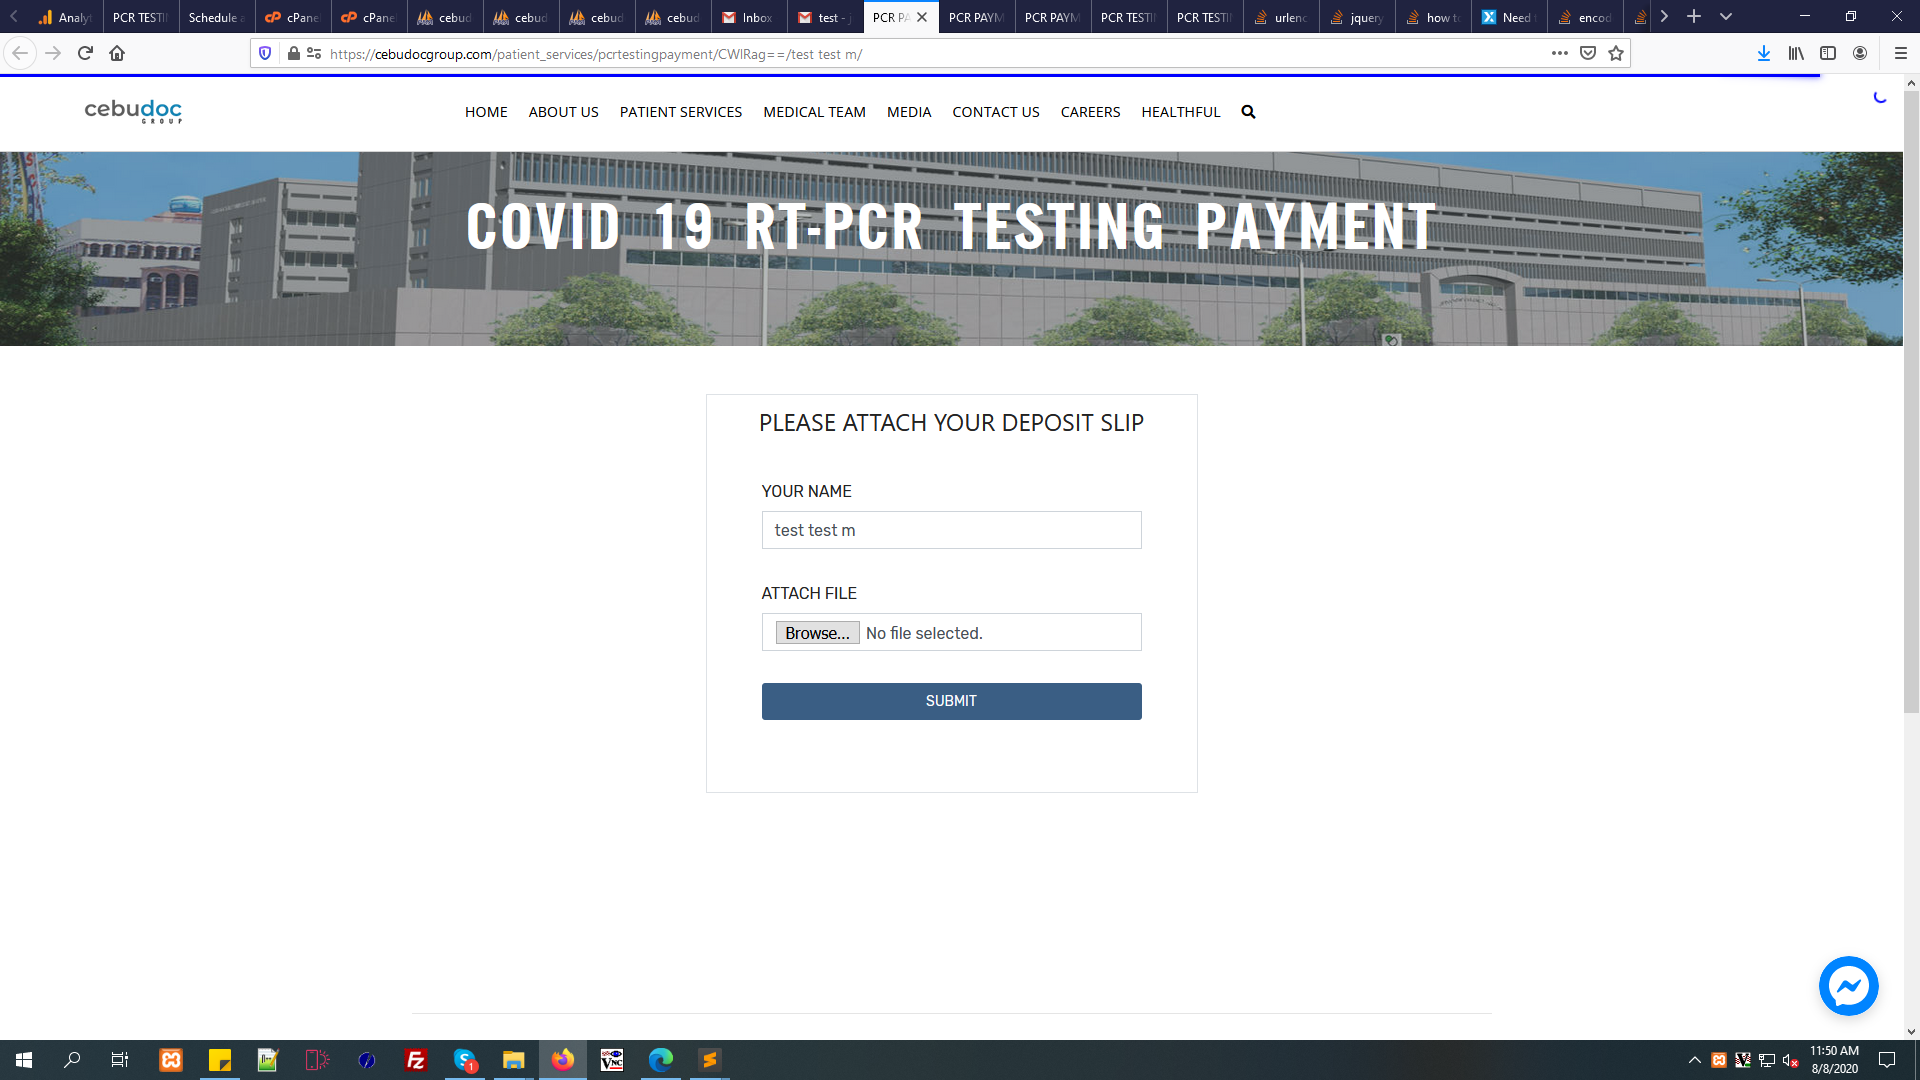 Analyt
PCR TESTI
Schedule a
cPane
cPane
cebud
cebud
cebud
cebud
Inbox
test - j
PCR PA
PCR PAYM
PCR PAYM
PCR TESTI
PCR TESTI
urlenc
jquery
how to
Need
encod
https://cebudocgroup.com/patient_services/pcrtestingpayment/CWlRag==/test test m/
cebudoc
GROUP
HOME ABOUT US PATIENT SERVICES MEDICAL TEAM MEDIA CONTACT US CAREERS HEALTHFUL
COVID 19 RT-PCR TESTING PAYMENT
PLEASE ATTACH YOUR DEPOSIT SLIP
YOUR NAME
test test m
ATTACH FILE
Browse... No file selected.
SUBMIT
1
11:50 AM
8/8/2020